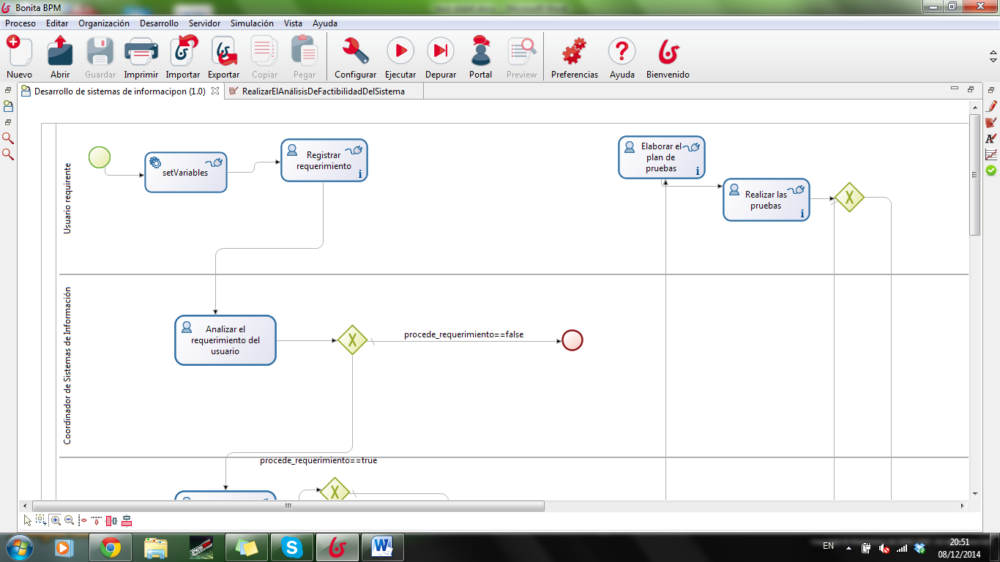 Bonita BPM
Proceso Editar Organización Desarrollo Servidor Simulación Vista Ayuda
Nuevo Abrir Guardar Imprimir Importar Exportar Copiar Pegar Configurar Ejecutar Depurar Portal Preview Preferencias Ayuda Bienvenido
Desarrollo de sistemas de informacipon (1.0) RealizarElAnálisisDeFactibilidadDelSistema
Usuario requirente
setVariables
Registrar
requerimiento
Elaborar el
plan de
pruebas
Realizar las
pruebas
Coordinador de Sistemas de Información
Analizar el
requerimiento del
usuario
procede_requerimiento==false
procede_requerimiento==true
EN
20:51
08/12/2014